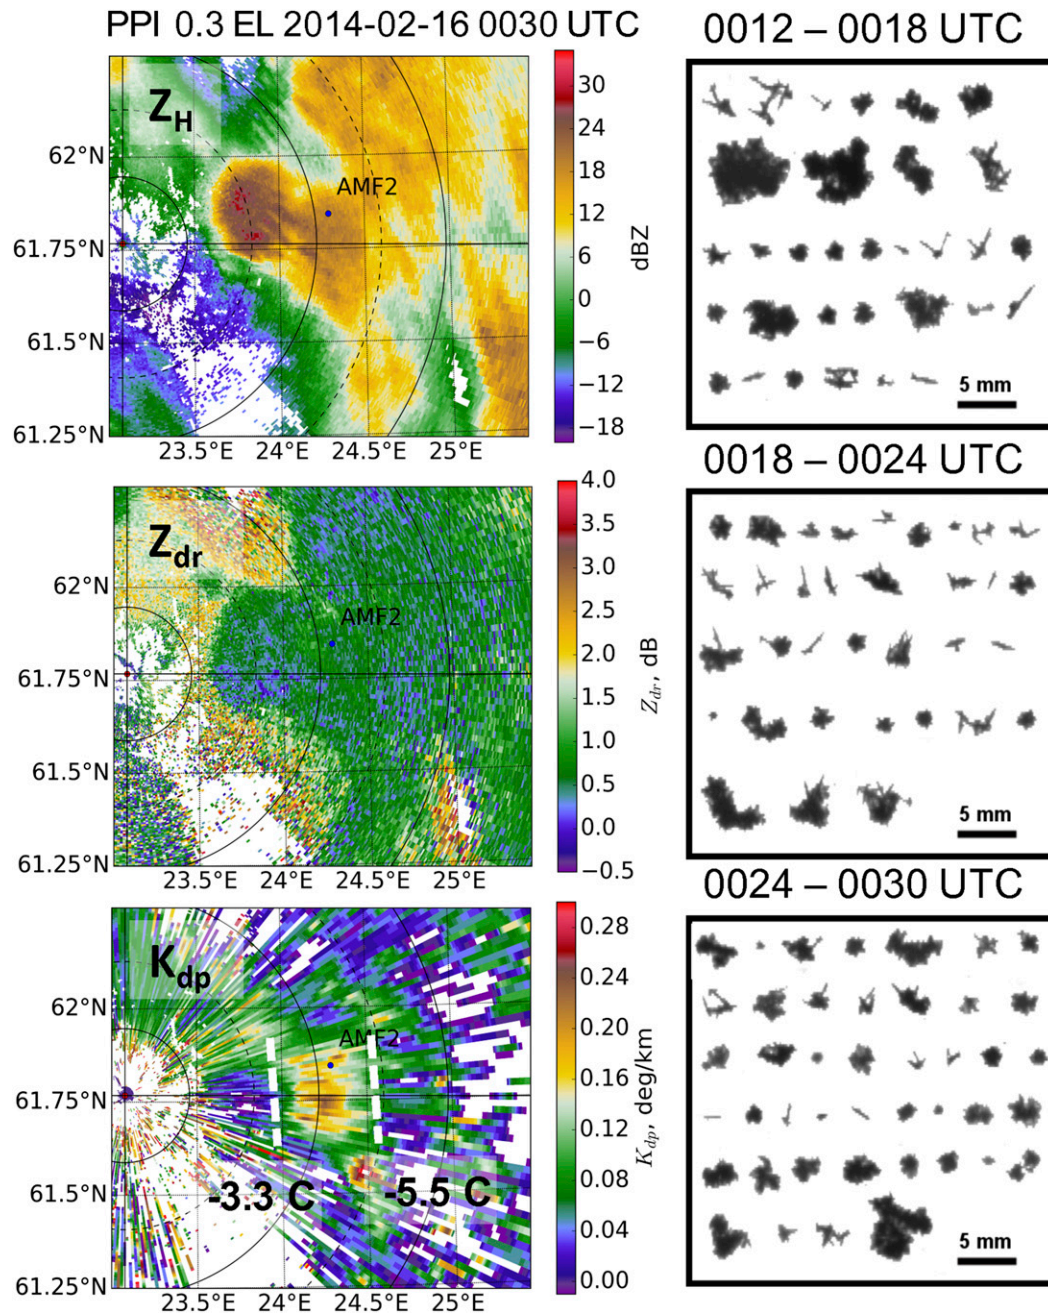 PPI 0.3 EL 2014-02-16 0030 UTC
0012 – 0018 UTC
Z_H
AMF2
62°N
61.75°N
61.5°N
61.25°N
23.5°E 24°E 24.5°E 25°E
30
24
18
12
6
0
−6
−12
−18
dBZ
5 mm
0018 – 0024 UTC
Z_dr
AMF2
62°N
61.75°N
61.5°N
61.25°N
23.5°E 24°E 24.5°E 25°E
4.0
3.5
3.0
2.5
2.0
1.5
1.0
0.5
0.0
−0.5
Z_dr, dB
5 mm
0024 – 0030 UTC
K_dp
AMF2
-3.3 C -5.5 C
62°N
61.75°N
61.5°N
61.25°N
23.5°E 24°E 24.5°E 25°E
0.28
0.24
0.20
0.16
0.12
0.08
0.04
0.00
K_dp, deg/km
5 mm